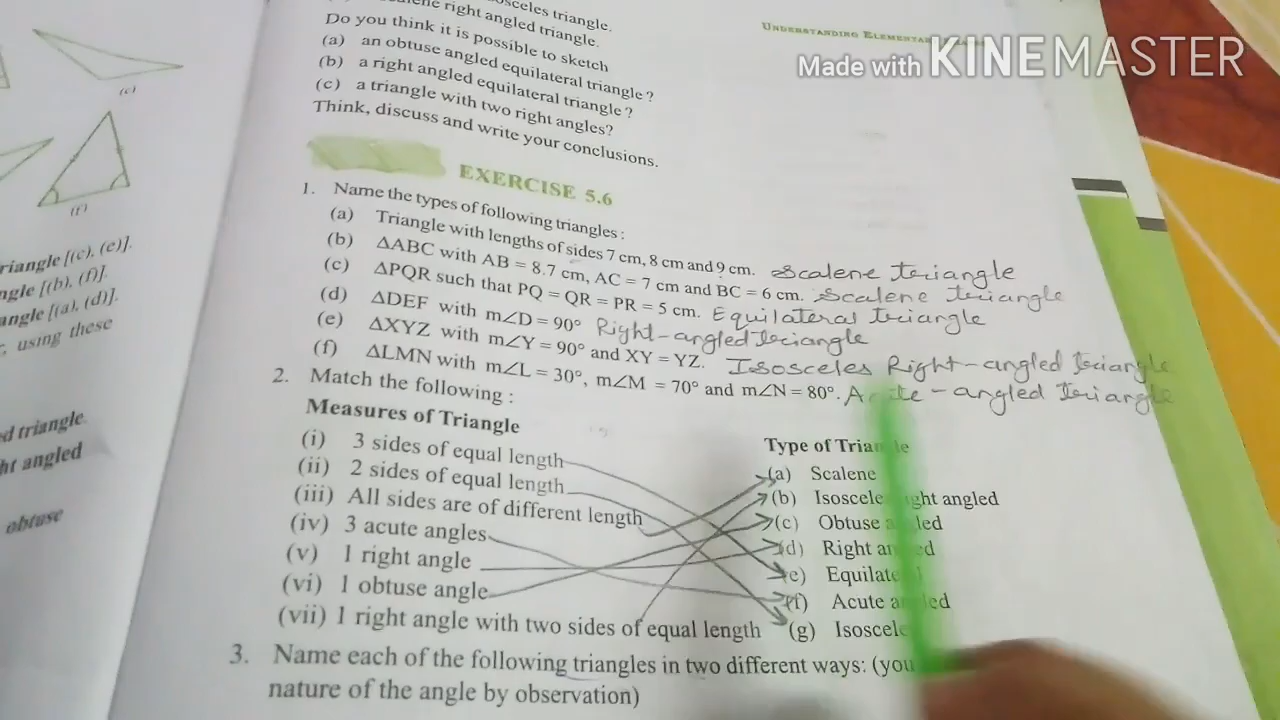 sceles triangle.
right angled triangle.
Do you think it is possible to sketch
(a) an obtuse angled equilateral triangle ?
(b) a right angled equilateral triangle ?
(c) a triangle with two right angles?
Think, discuss and write your conclusions.
UNDERSTANDING
Made with KINEMASTER
(c)
(f)
riangle [(c), (e)].
ngle [(b), (f)].
angle [(a), (d)].
, using these
ed triangle.
ht angled
obtuse
EXERCISE 5.6
1. Name the types of following triangles :
(a) Triangle with lengths of sides 7 cm, 8 cm and 9 cm. Scalene triangle
(b) ΔABC with AB = 8.7 cm, AC = 7 cm and BC = 6 cm. Scalene triangle
(c) ΔPQR such that PQ = QR = PR = 5 cm. Equilateral triangle
(d) ΔDEF with m∠D = 90° Right-angled triangle
(e) ΔXYZ with m∠Y = 90° and XY = YZ. Isosceles Right-angled triangle
(f) ΔLMN with m∠L = 30°, m∠M = 70° and m∠N = 80°. Acute-angled triangle
2. Match the following :
Measures of Triangle Type of Triangle
(i) 3 sides of equal length (a) Scalene
(ii) 2 sides of equal length (b) Isosceles right angled
(iii) All sides are of different length (c) Obtuse angled
(iv) 3 acute angles (d) Right angled
(v) 1 right angle (e) Equilate
(vi) 1 obtuse angle (f) Acute angled
(vii) 1 right angle with two sides of equal length (g) Isoscele
3. Name each of the following triangles in two different ways: (you
nature of the angle by observation)